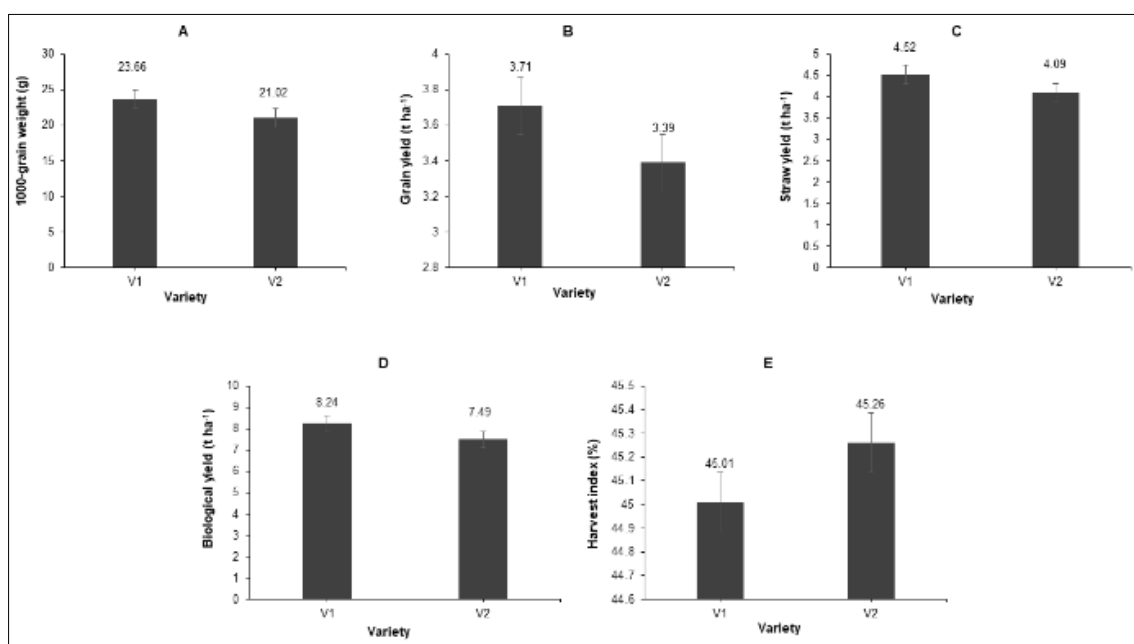 A
1000-grain weight (g)
30
25
20
15
10
5
0
23.66
21.02
V1
V2
Variety
B
Grain yield (t ha⁻¹)
4
3.8
3.6
3.4
3.2
3
2.8
3.71
3.39
V1
V2
Variety
C
Straw yield (t ha⁻¹)
5
4.5
4
3.5
3
2.5
2
1.5
1
0.5
0
4.52
4.09
V1
V2
Variety
D
Biological yield (t ha⁻¹)
10
9
8
7
6
5
4
3
2
1
0
8.24
7.49
V1
V2
Variety
E
Harvest index (%)
45.5
45.4
45.3
45.2
45.1
45
44.9
44.8
44.7
44.6
45.01
45.26
V1
V2
Variety